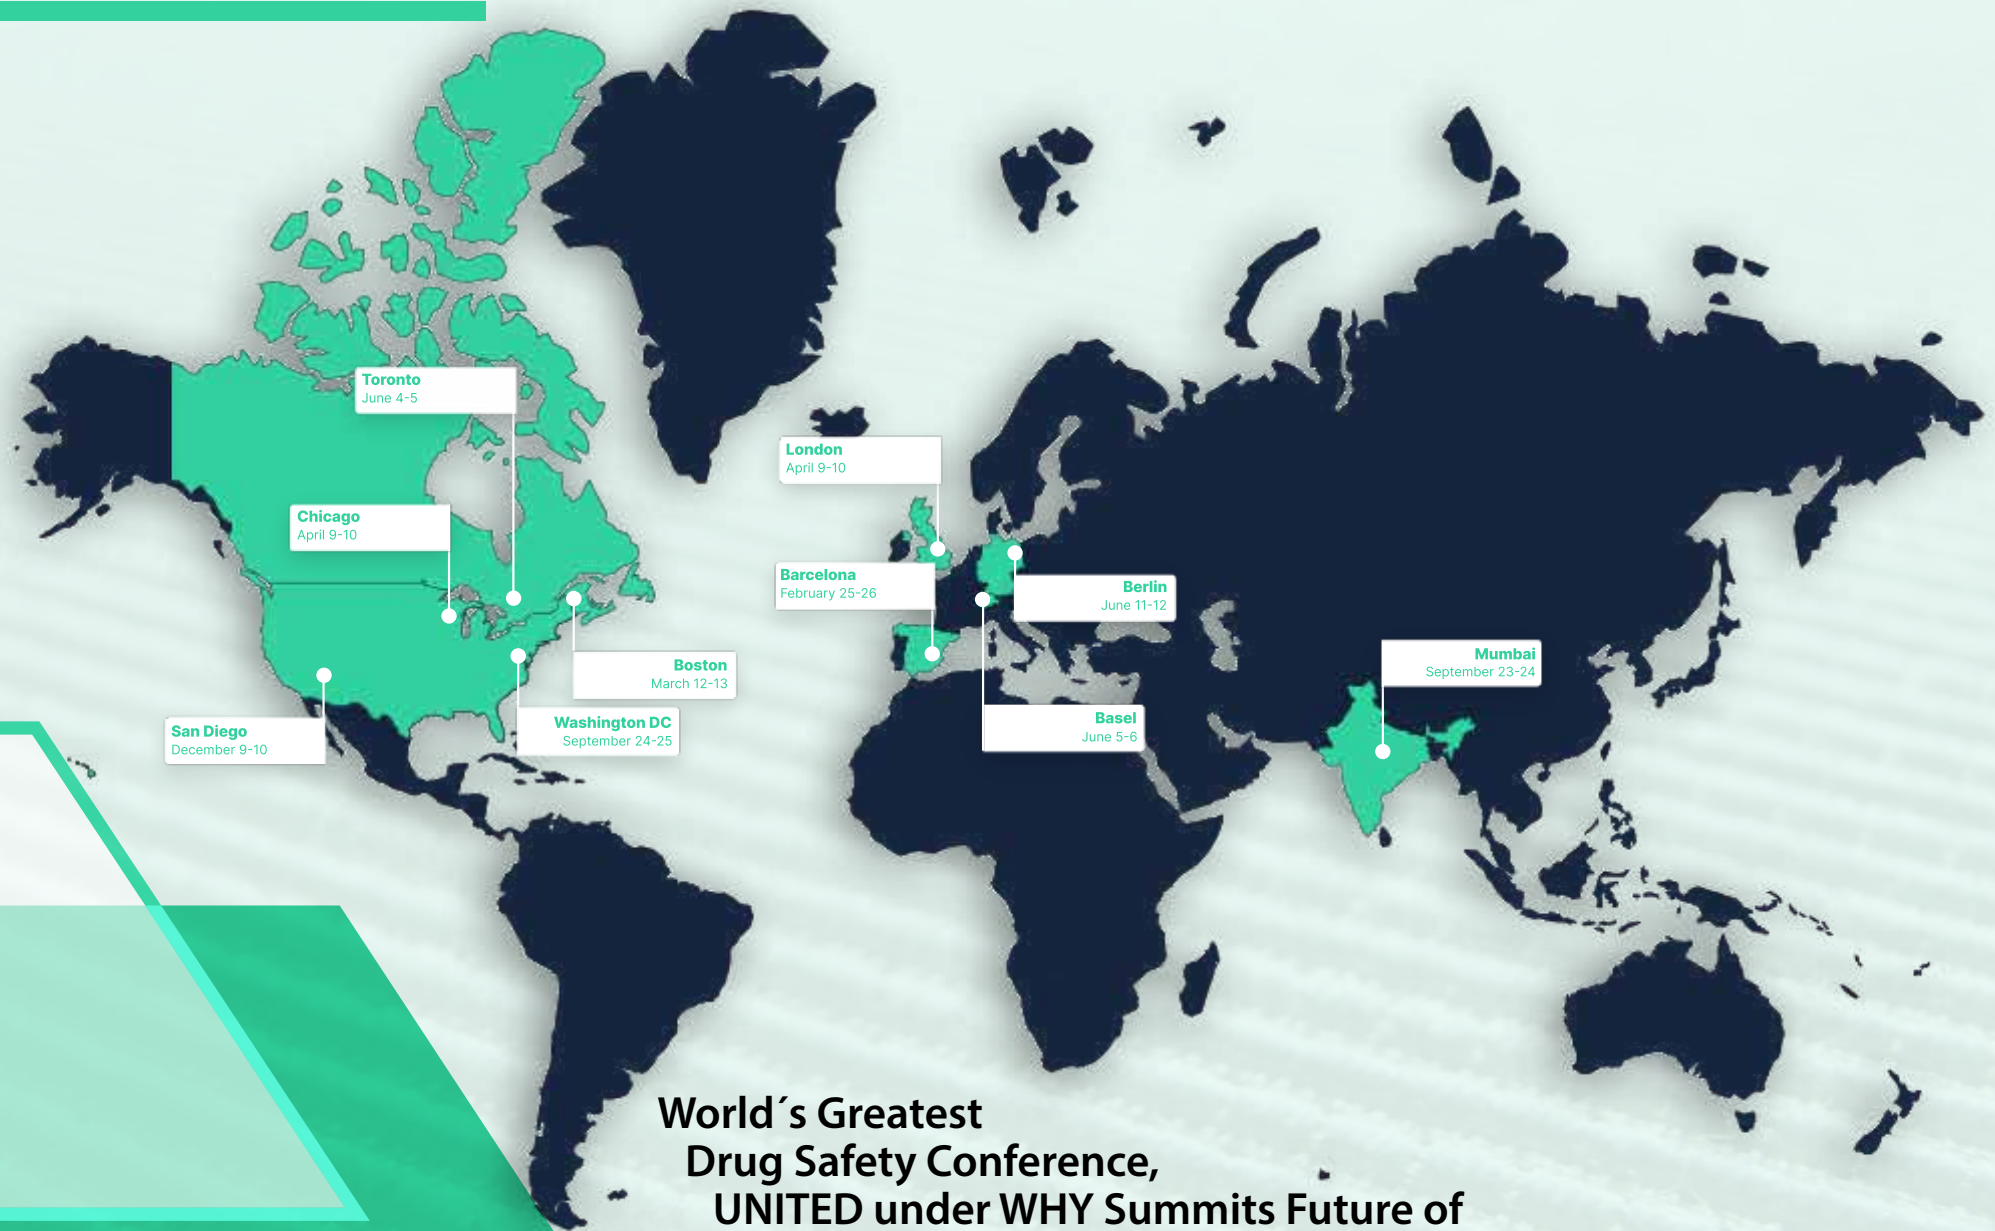 Toronto
June 4-5
London
April 9-10
Chicago
April 9-10
Barcelona
February 25-26
Berlin
June 11-12
Boston
March 12-13
Mumbai
September 23-24
San Diego
December 9-10
Washington DC
September 24-25
Basel
June 5-6
World´s Greatest
Drug Safety Conference,
UNITED under WHY Summits Future of